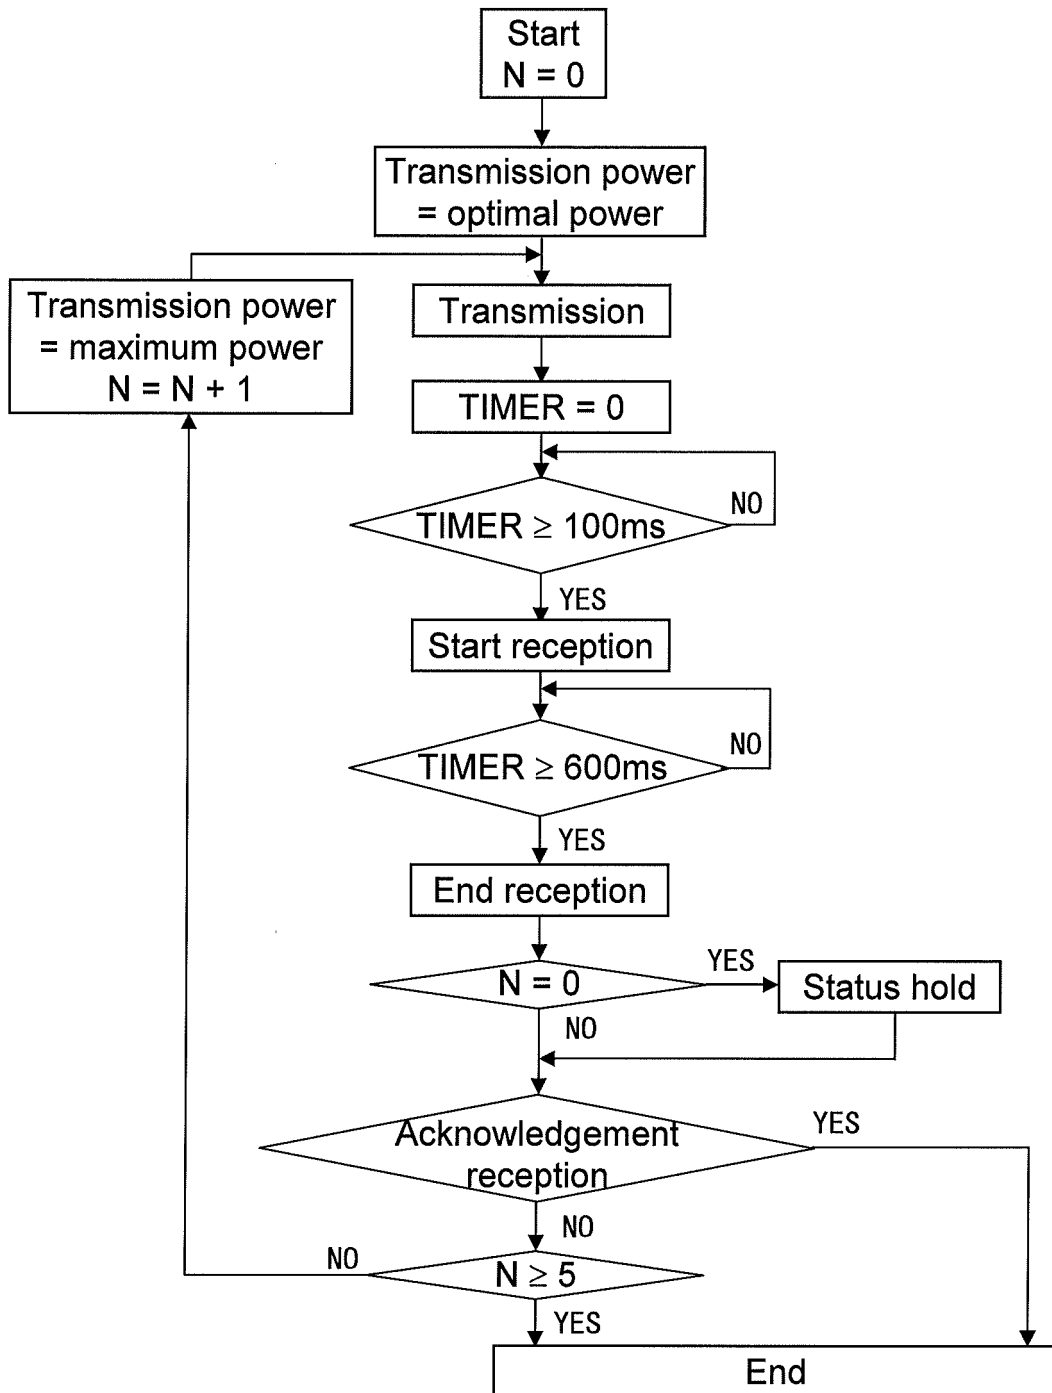 Start
N = 0
Transmission power
= optimal power
Transmission power
= maximum power
N = N + 1
Transmission
TIMER = 0
TIMER ≥ 100ms
NO
YES
Start reception
TIMER ≥ 600ms
NO
YES
End reception
N = 0
YES
Status hold
NO
Acknowledgement
reception
YES
NO
N ≥ 5
NO
YES
End